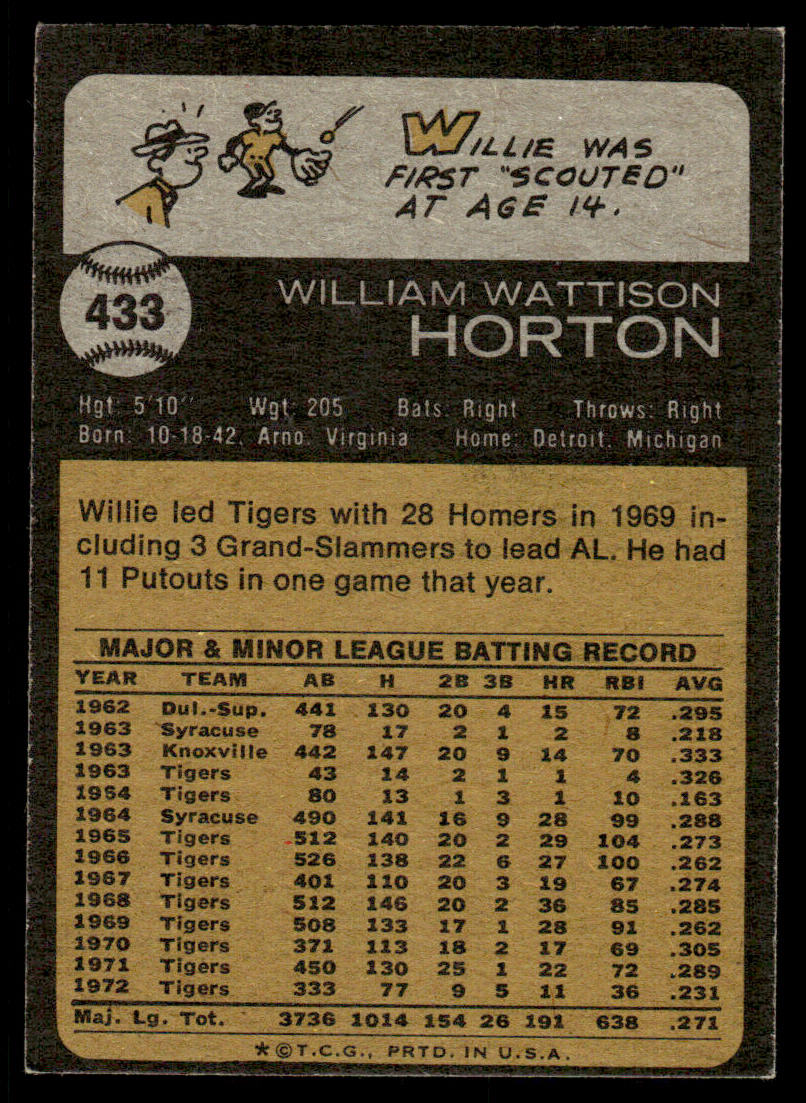 WILLIE WAS
FIRST "SCOUTED"
AT AGE 14.
433
WILLIAM WATTISON
HORTON
Hgt: 5'10" Wgt: 205 Bats: Right Throws: Right
Born: 10-18-42, Arno, Virginia Home: Detroit, Michigan
Willie led Tigers with 28 Homers in 1969 in-
cluding 3 Grand-Slammers to lead AL. He had
11 Putouts in one game that year.
MAJOR & MINOR LEAGUE BATTING RECORD
YEAR TEAM AB H 2B 3B HR RBI AVG
1962 Dul.-Sup. 441 130 20 4 15 72 .295
1963 Syracuse 78 17 2 1 2 8 .218
1963 Knoxville 442 147 20 9 14 70 .333
1963 Tigers 43 14 2 1 1 4 .326
1964 Tigers 80 13 1 3 1 10 .163
1964 Syracuse 490 141 16 9 28 99 .288
1965 Tigers 512 140 20 2 29 104 .273
1966 Tigers 526 138 22 6 27 100 .262
1967 Tigers 401 110 20 3 19 67 .274
1968 Tigers 512 146 20 2 36 85 .285
1969 Tigers 508 133 17 1 28 91 .262
1970 Tigers 371 113 18 2 17 69 .305
1971 Tigers 450 130 25 1 22 72 .289
1972 Tigers 333 77 9 5 11 36 .231
Maj. Lg. Tot. 3736 1014 154 26 191 638 .271
*©T.C.G., PRTD. IN U.S.A.